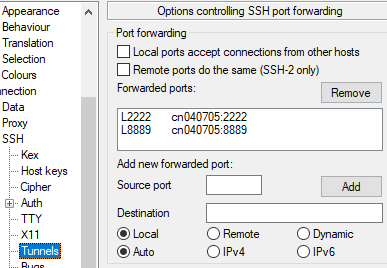 Appearance
Behaviour
Translation
Selection
Colours
nnection
Data
Proxy
SSH
Kex
Host keys
Cipher
Auth
TTY
X11
Tunnels
Bugs
Options controlling SSH port forwarding
Port forwarding
Local ports accept connections from other hosts
Remote ports do the same (SSH-2 only)
Forwarded ports:
Remove
L2222 cn040705:2222
L8889 cn040705:8889
Add new forwarded port:
Source port
Add
Destination
Local Remote Dynamic
Auto IPv4 IPv6